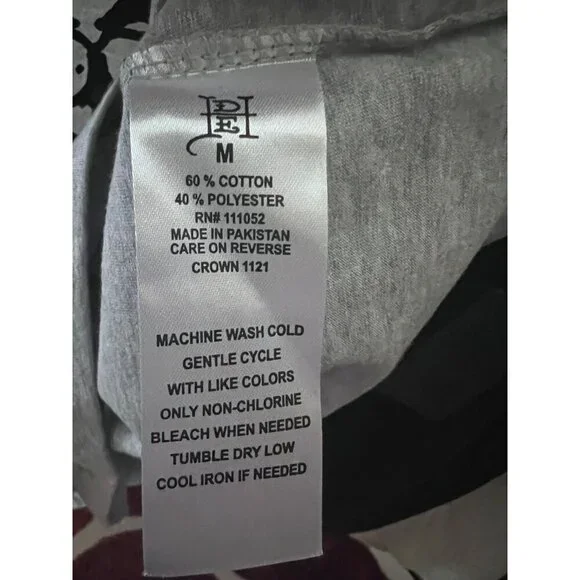 DEH
M
60 % COTTON
40 % POLYESTER
RN# 111052
MADE IN PAKISTAN
CARE ON REVERSE
CROWN 1121
MACHINE WASH COLD
GENTLE CYCLE
WITH LIKE COLORS
ONLY NON-CHLORINE
BLEACH WHEN NEEDED
TUMBLE DRY LOW
COOL IRON IF NEEDED